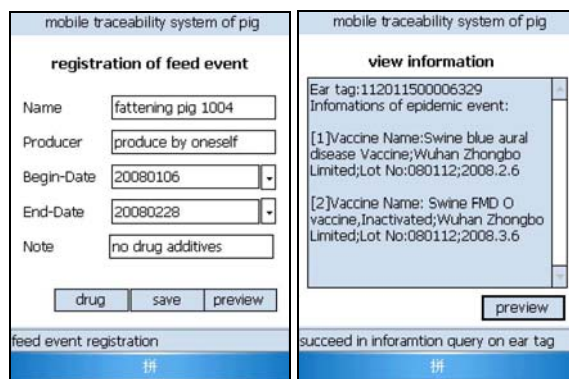 mobile traceability system of pig
registration of feed event
Name fattening pig 1004
Producer produce by oneself
Begin-Date 20080106
End-Date 20080228
Note no drug additives
drug save preview
feed event registration
拼
mobile traceability system of pig
view information
Ear tag:112011500006329
Infomations of epidemic event:
[1]Vaccine Name:Swine blue aural
disease Vaccine;Wuhan Zhongbo
Limited;Lot No:080112;2008.2.6
[2]Vaccine Name: Swine FMD O
vaccine,Inactivated;Wuhan Zhongbo
Limited;Lot No:080112;2008.3.6
preview
succeed in inforamtion query on ear tag
拼